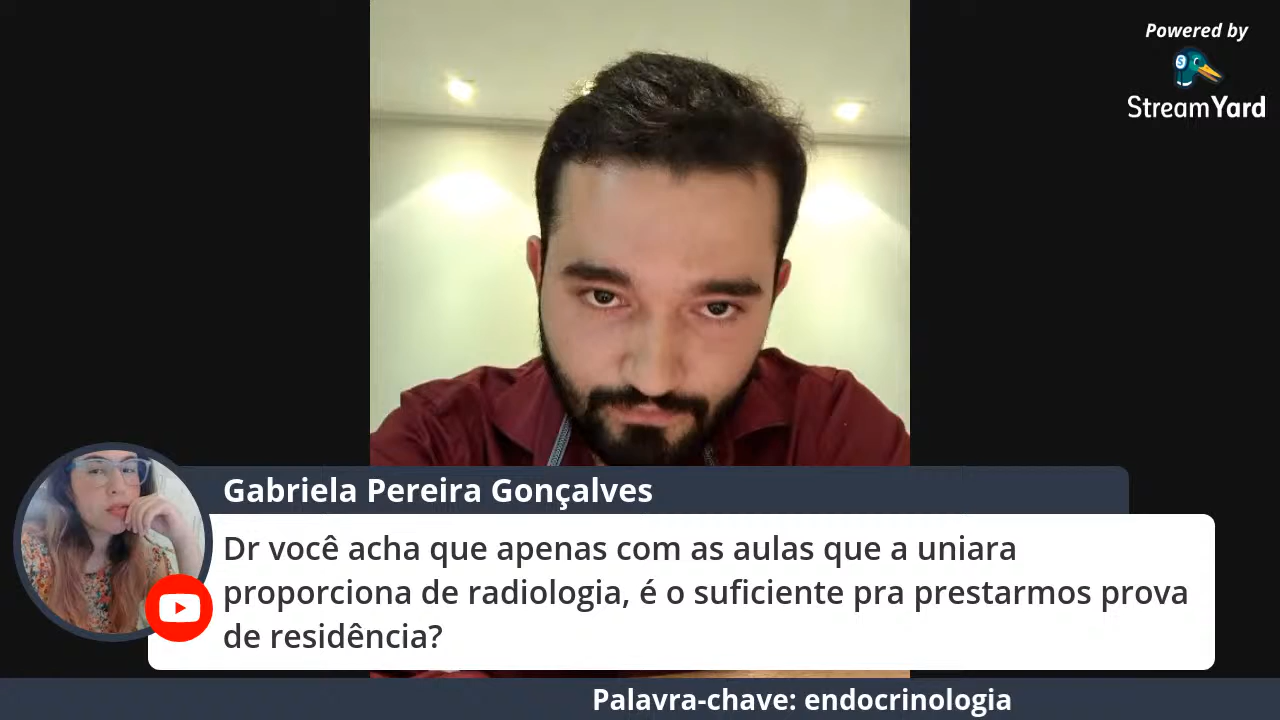 Powered by
StreamYard
Gabriela Pereira Gonçalves
Dr você acha que apenas com as aulas que a uniara
proporciona de radiologia, é o suficiente pra prestarmos prova
de residência?
Palavra-chave: endocrinologia